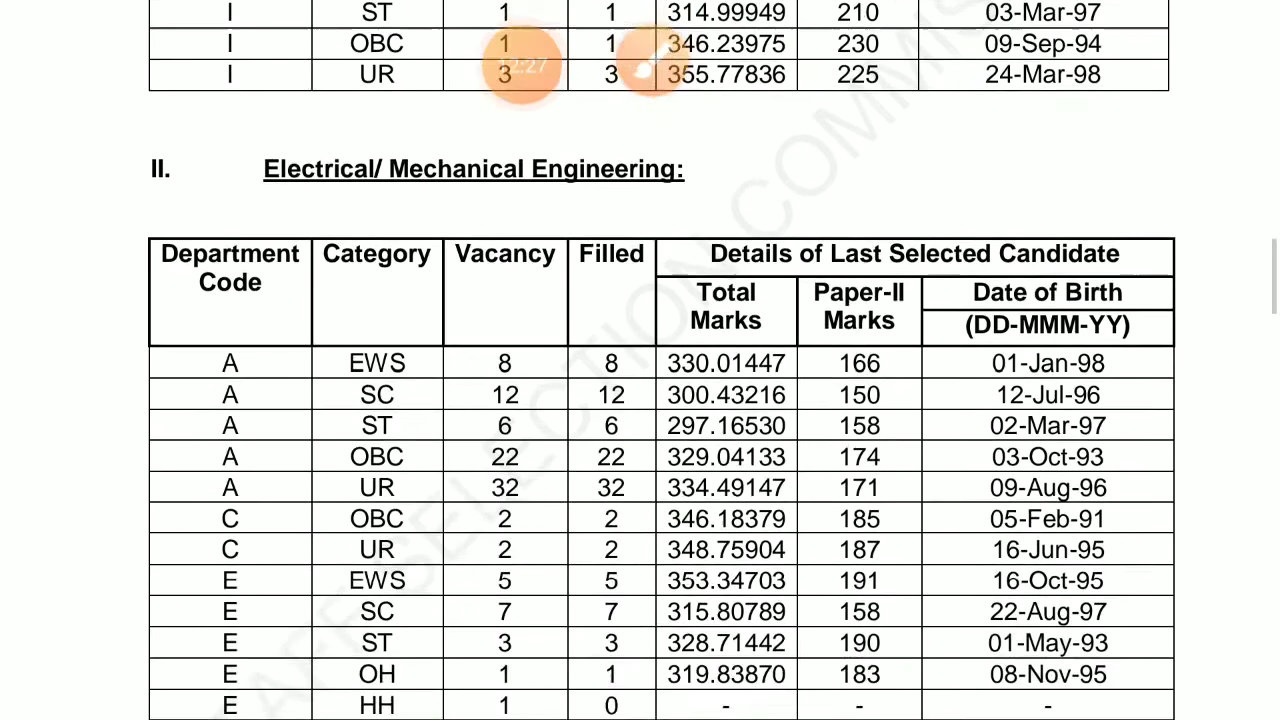 I ST 1 1 314.99949 210 03-Mar-97
I OBC 1 1 346.23975 230 09-Sep-94
12:27
I UR 3 3 355.77836 225 24-Mar-98
II. Electrical/ Mechanical Engineering:
Department Category Vacancy Filled Details of Last Selected Candidate
Code
Total Paper-II Date of Birth
Marks Marks (DD-MMM-YY)
A EWS 8 8 330.01447 166 01-Jan-98
A SC 12 12 300.43216 150 12-Jul-96
A ST 6 6 297.16530 158 02-Mar-97
A OBC 22 22 329.04133 174 03-Oct-93
A UR 32 32 334.49147 171 09-Aug-96
C OBC 2 2 346.18379 185 05-Feb-91
C UR 2 2 348.75904 187 16-Jun-95
E EWS 5 5 353.34703 191 16-Oct-95
E SC 7 7 315.80789 158 22-Aug-97
E ST 3 3 328.71442 190 01-May-93
E OH 1 1 319.83870 183 08-Nov-95
E HH 1 0 - - -
AFF SELECTION COMMIS